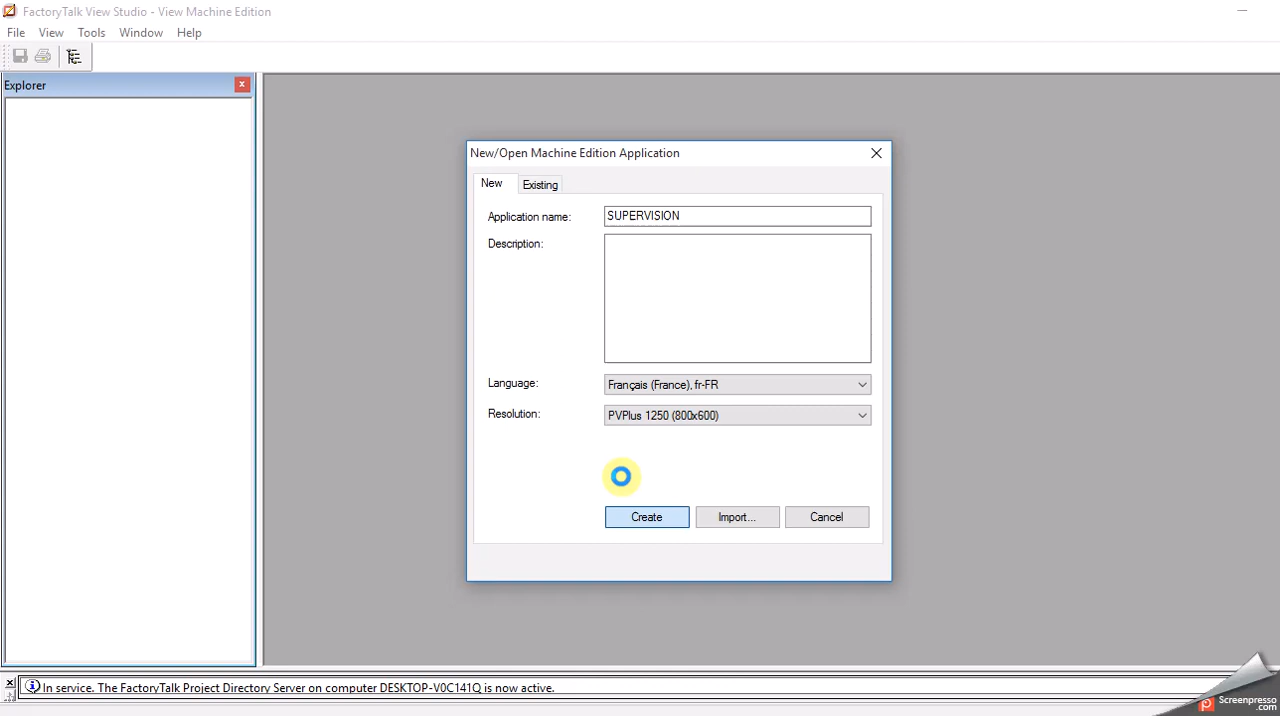 FactoryTalk View Studio - View Machine Edition
File View Tools Window Help
Explorer
New/Open Machine Edition Application
New Existing
Application name: SUPERVISION
Description:
Language: Français (France), fr-FR
Resolution: PVPlus 1250 (800x600)
Create Import... Cancel
In service. The FactoryTalk Project Directory Server on computer DESKTOP-V0C141Q is now active.
Screenpresso
.com